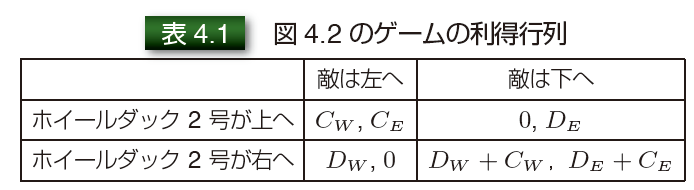 表 4.1 図 4.2 のゲームの利得行列
敵は左へ 敵は下へ
ホイールダック 2 号が上へ C_W, C_E 0, D_E
ホイールダック 2 号が右へ D_W, 0 D_W + C_W, D_E + C_E